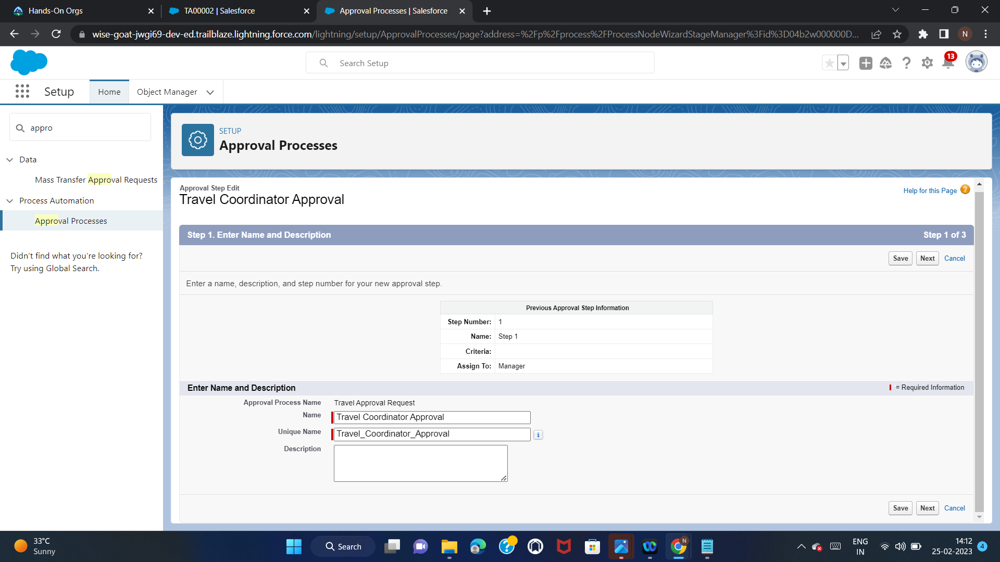 Hands-On Orgs
TA00002 | Salesforce
Approval Processes | Salesforce
wise-goat-jwgi69-dev-ed.trailblaze.lightning.force.com/lightning/setup/ApprovalProcesses/page?address=%2Fp%2Fprocess%2FProcessNodeWizardStageManager%3Fid%3D04b2w000000D...
N
Search Setup
13
Setup
Home
Object Manager
appro
Data
Mass Transfer Approval Requests
Process Automation
Approval Processes
Didn't find what you're looking for?
Try using Global Search.
SETUP
Approval Processes
Approval Step Edit
Travel Coordinator Approval
Help for this Page ?
Step 1. Enter Name and Description
Step 1 of 3
Save Next Cancel
Enter a name, description, and step number for your new approval step.
Previous Approval Step Information
Step Number: 1
Name: Step 1
Criteria:
Assign To: Manager
Enter Name and Description
= Required Information
Approval Process Name Travel Approval Request
Name Travel Coordinator Approval
Unique Name Travel_Coordinator_Approval i
Description
Save Next Cancel
33°C
Sunny
Search
N
ENG
IN
14:12
25-02-2023
4